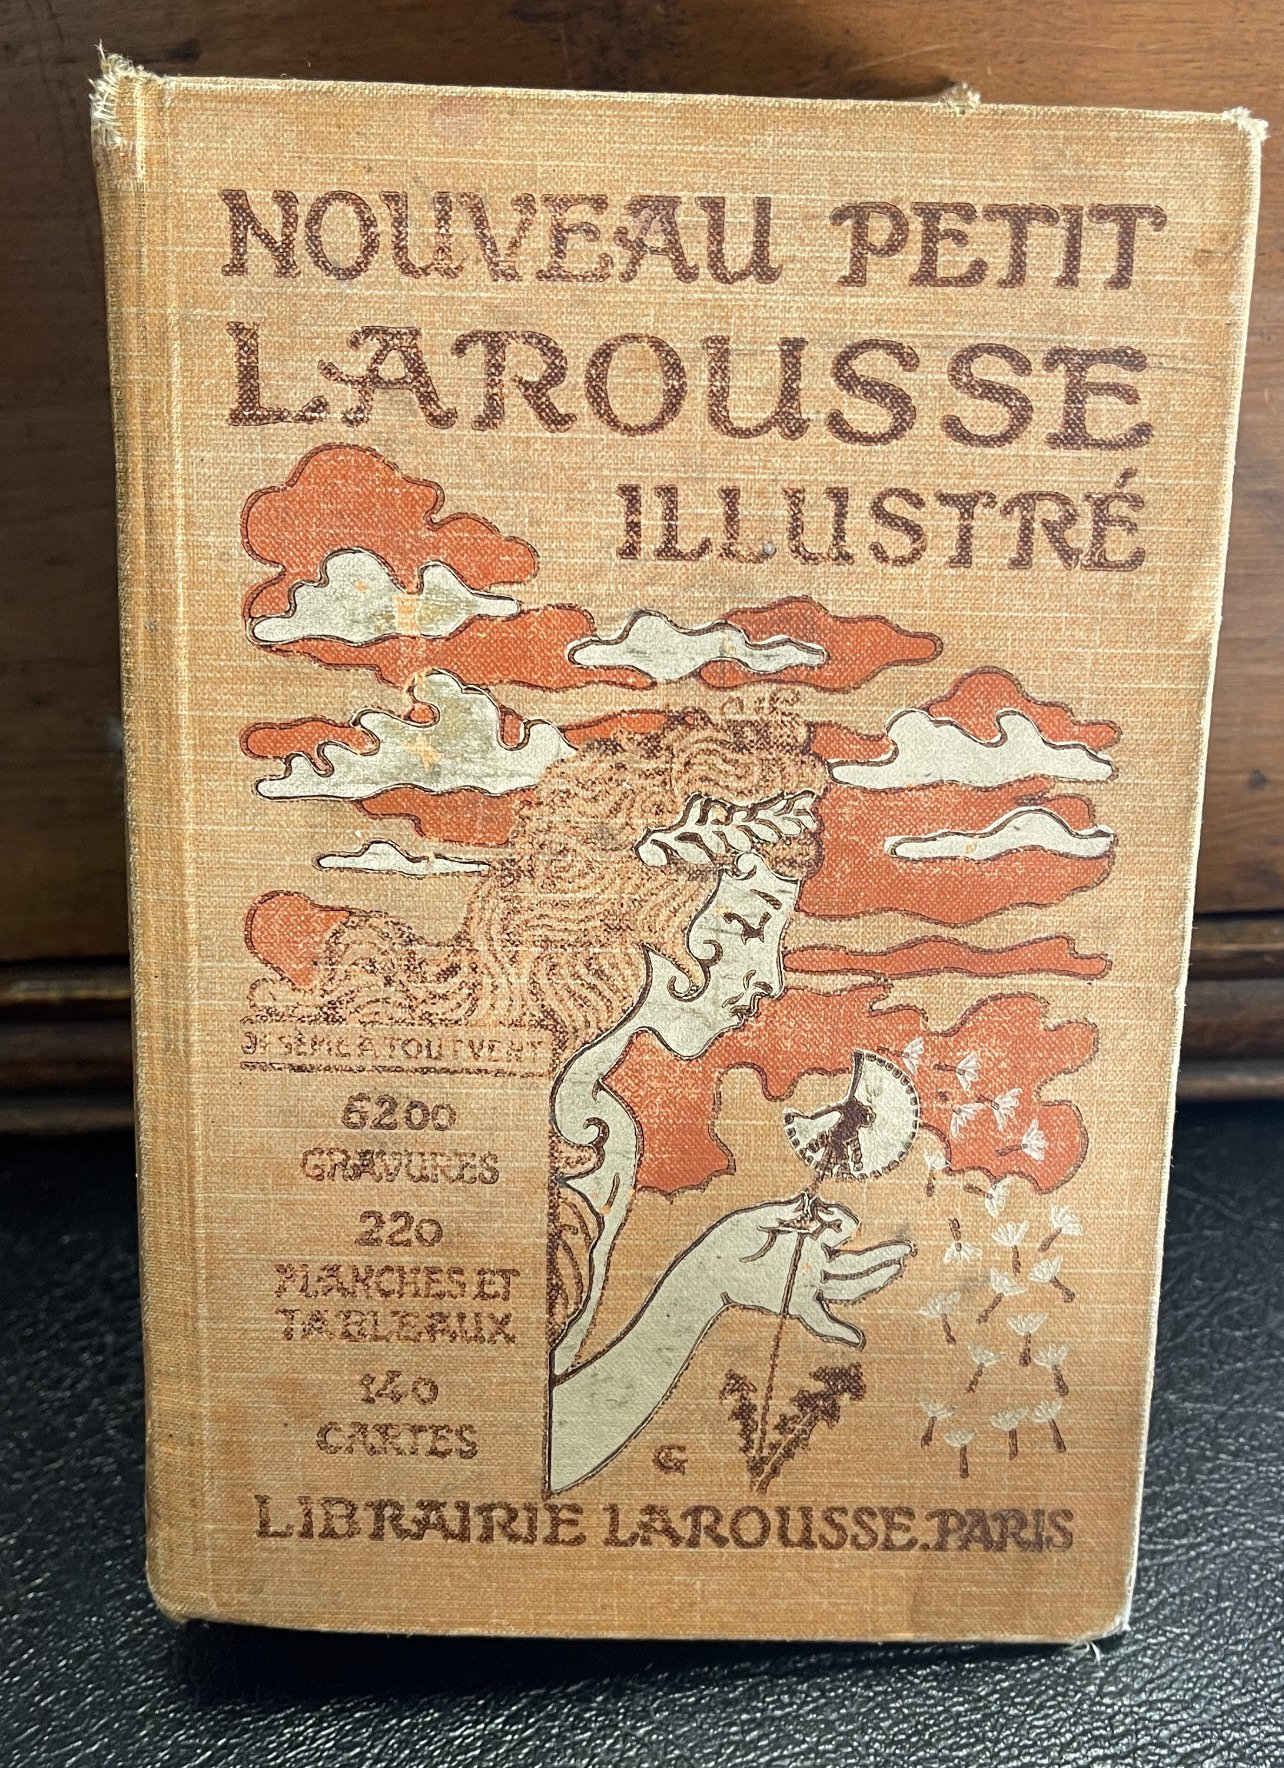 NOUVEAU PETIT
LAROUSSE
ILLUSTRÉ
JE SÈME A TOUT VENT
6200
GRAVURES
220
PLANCHES ET
TABLEAUX
140
CARTES
G
LIBRAIRIE LAROUSSE. PARIS